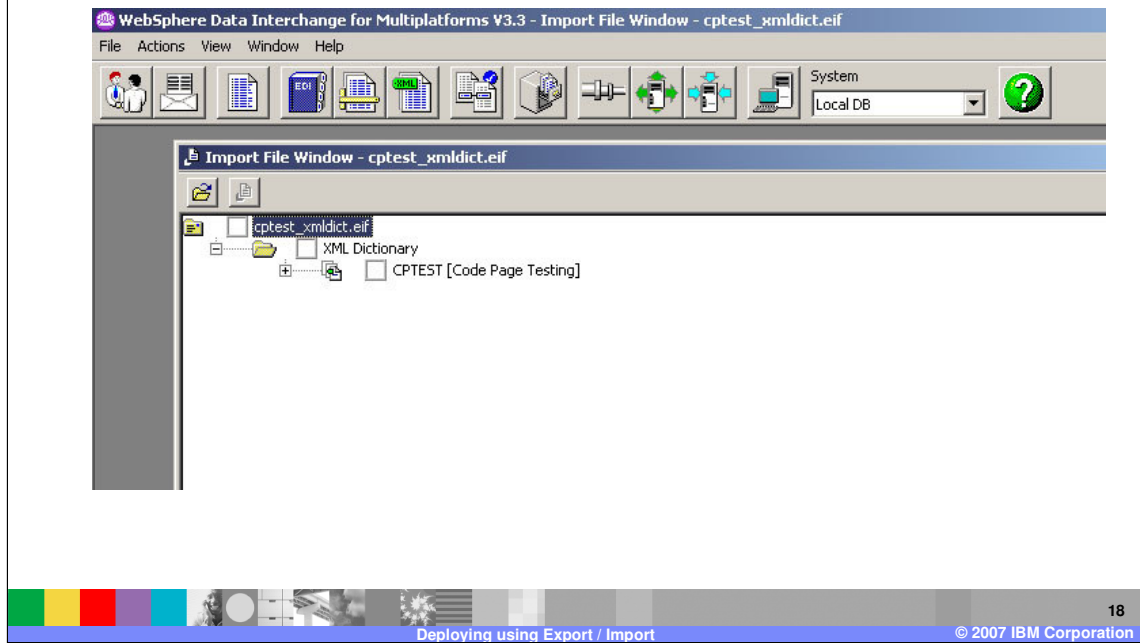 WebSphere Data Interchange for Multiplatforms V3.3 - Import File Window - cptest_xmldict.eif
File Actions View Window Help
EDI
XML
System
Local DB
?
Import File Window - cptest_xmldict.eif
cptest_xmldict.eif
XML Dictionary
CPTEST [Code Page Testing]
18
Deploying using Export / Import
© 2007 IBM Corporation